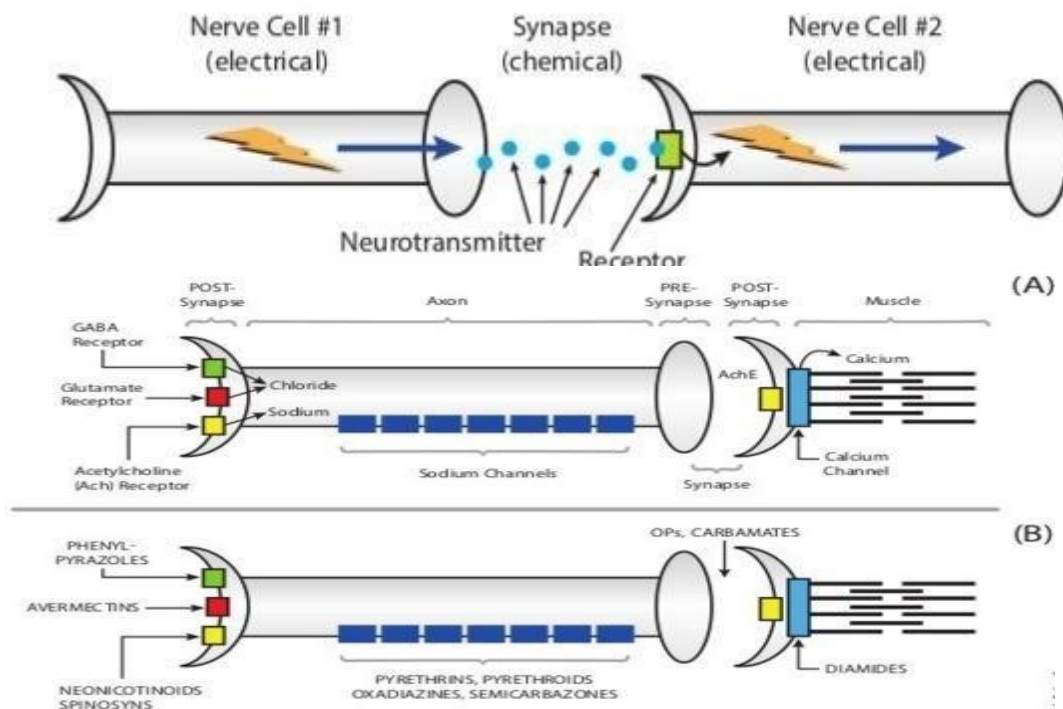 Nerve Cell #1
(electrical)
Synapse
(chemical)
Nerve Cell #2
(electrical)
Neurotransmitter
Receptor
(A)
POST-
Synapse
Axon
PRE-
Synapse
POST-
Synapse
Muscle
GABA
Receptor
Glutamate
Receptor
Acetylcholine
(Ach) Receptor
Chloride
Sodium
Sodium Channels
AchE
Calcium
Calcium
Channel
Synapse
(B)
PHENYL-
PYRAZOLES
AVERMECTINS
NEONICOTINOIDS
SPINOSYNS
PYRETHRINS, PYRETHROIDS
OXADIAZINES, SEMICARBAZONES
OPs, CARBAMATES
DIAMIDES